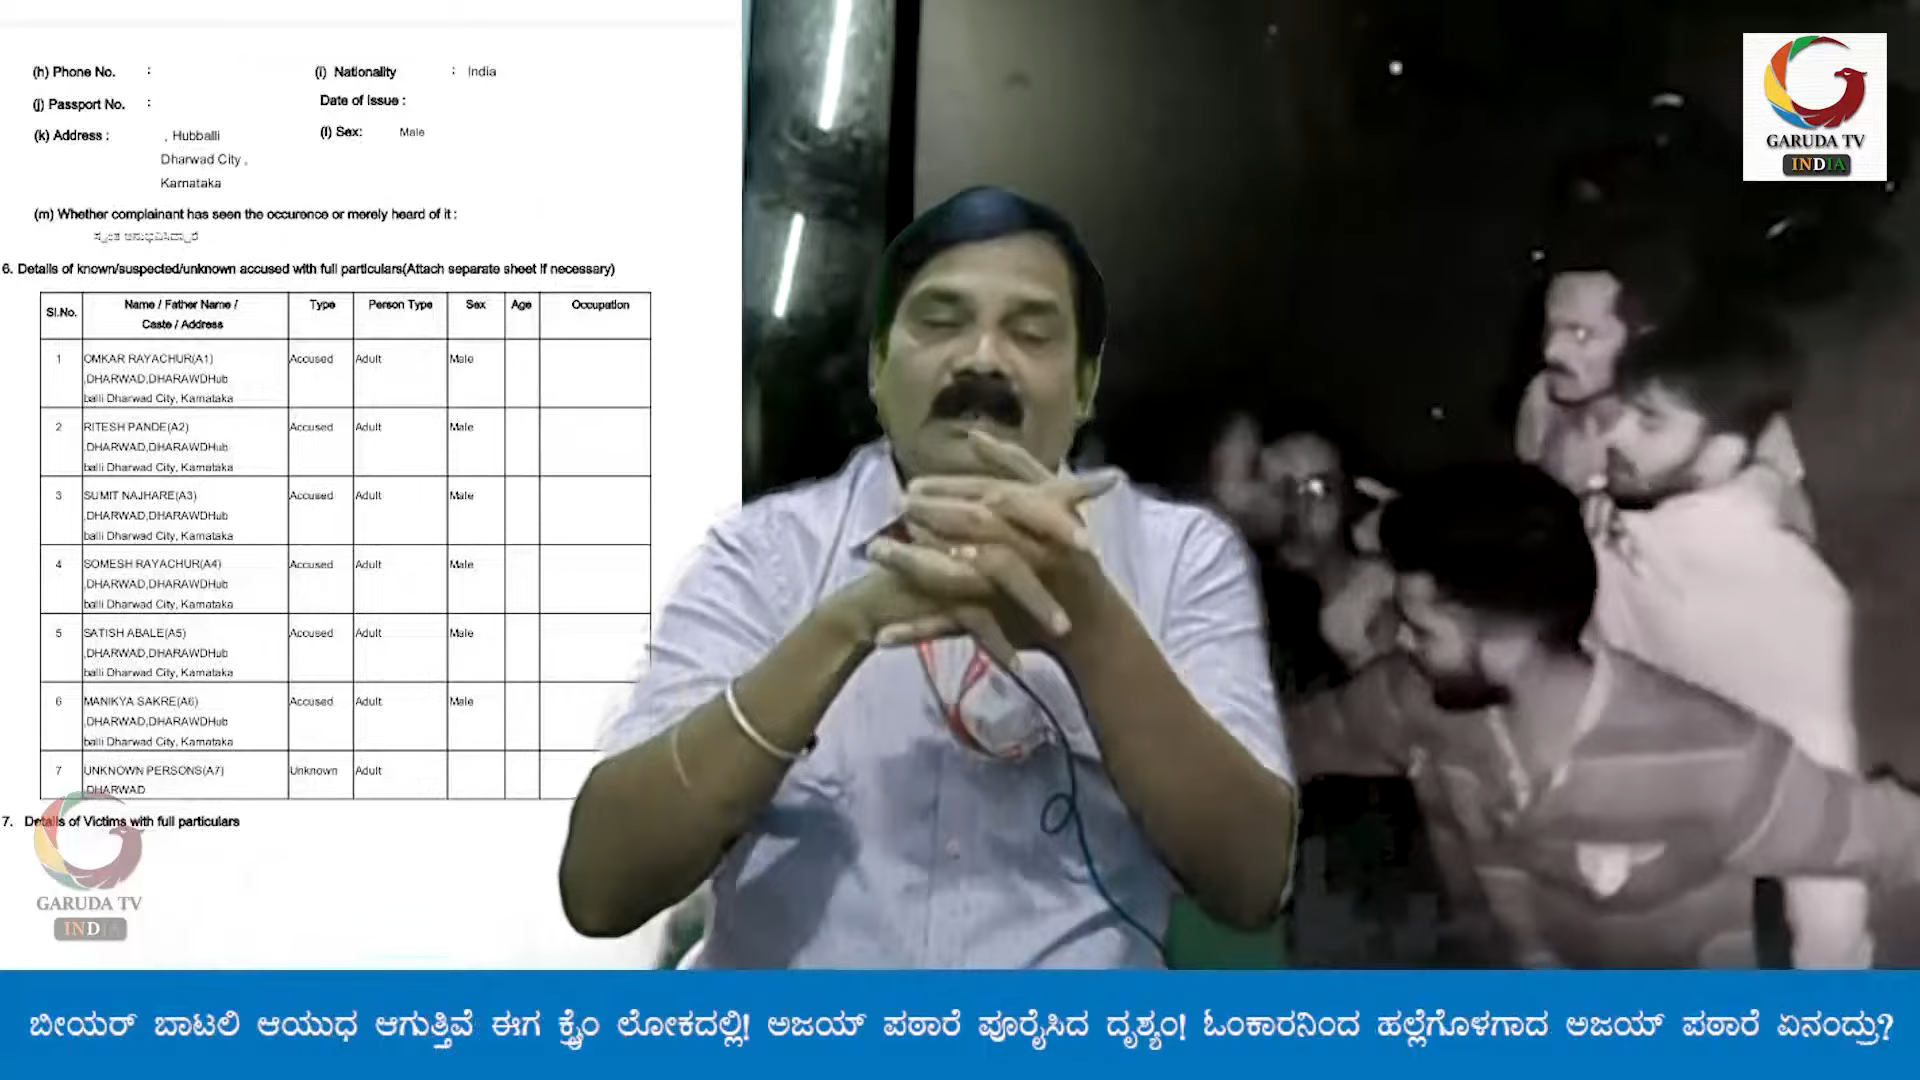 (h) Phone No. :
(i) Nationality : India
(j) Passport No. :
Date of Issue :
(k) Address : , Hubballi
(l) Sex: Male
Dharwad City ,
Karnataka
(m) Whether complainant has seen the occurence or merely heard of it :
ಸ್ವಂತ ಅನುಭವಿಸಿದ್ದಾರೆ
6. Details of known/suspected/unknown accused with full particulars(Attach separate sheet if necessary)
Sl.No. Name / Father Name / Caste / Address Type Person Type Sex Age Occupation
1 OMKAR RAYACHUR(A1) Accused Adult Male
,DHARWAD,DHARAWDHub
balli Dharwad City, Karnataka
2 RITESH PANDE(A2) Accused Adult Male
,DHARWAD,DHARAWDHub
balli Dharwad City, Karnataka
3 SUMIT NAJHARE(A3) Accused Adult Male
,DHARWAD,DHARAWDHub
balli Dharwad City, Karnataka
4 SOMESH RAYACHUR(A4) Accused Adult Male
,DHARWAD,DHARAWDHub
balli Dharwad City, Karnataka
5 SATISH ABALE(A5) Accused Adult Male
,DHARWAD,DHARAWDHub
balli Dharwad City, Karnataka
6 MANIKYA SAKRE(A6) Accused Adult Male
,DHARWAD,DHARAWDHub
balli Dharwad City, Karnataka
7 UNKNOWN PERSONS(A7) Unknown Adult
,DHARWAD
7. Details of Victims with full particulars
GARUDA TV
INDIA
GARUDA TV
INDIA
ಬೀಯರ್ ಬಾಟಲಿ ಆಯುಧ ಆಗುತ್ತಿವೆ ಈಗ ಕ್ರೈಂ ಲೋಕದಲ್ಲಿ! ಅಜಯ್ ಪಠಾರೆ ಪೂರೈಸಿದ ದೃಶ್ಯಂ! ಓಂಕಾರನಿಂದ ಹಲ್ಲೆಗೊಳಗಾದ ಅಜಯ್ ಪಠಾರೆ ಏನಂದ್ರು?